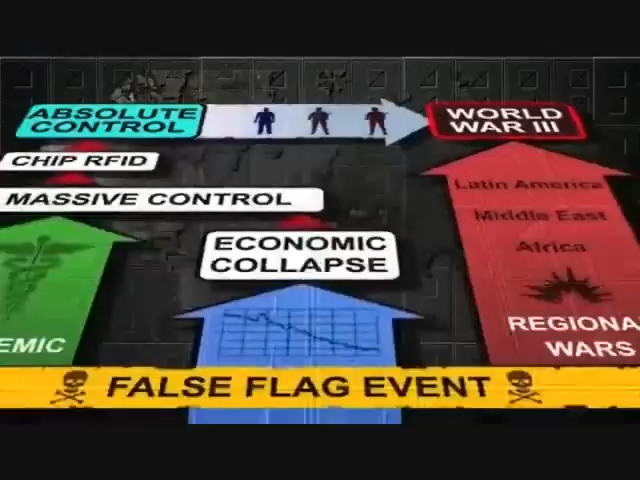 ABSOLUTE
CONTROL
WORLD
WAR III
CHIP RFID
MASSIVE CONTROL
Latin America
Middle East
Africa
ECONOMIC
COLLAPSE
EMIC
REGIONA
WARS
FALSE FLAG EVENT